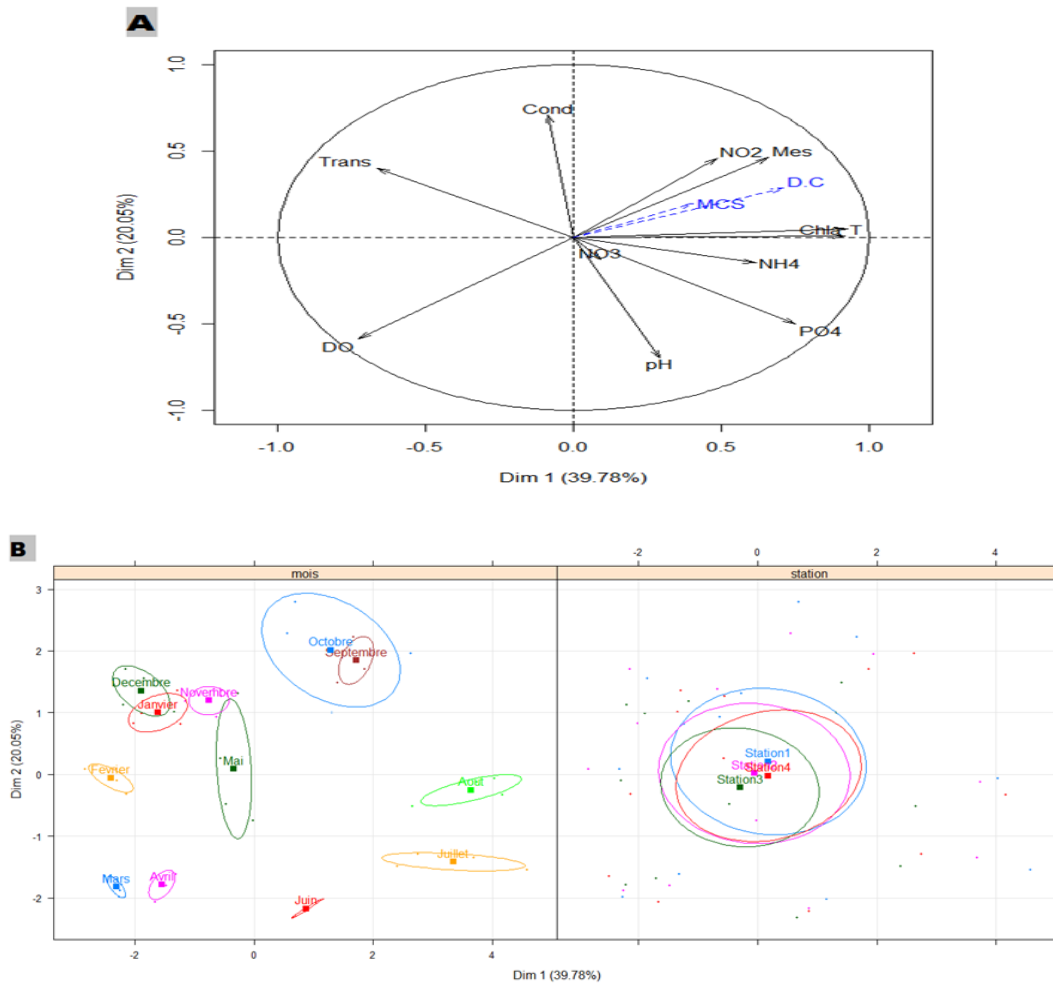 A
1.0
0.5
0.0
-0.5
-1.0
Dim 2 (20.05%)
Cond
Trans
NO2
Mes
D.C
MCS
Chla
T
NO3
NH4
PO4
DO
pH
-1.0
-0.5
0.0
0.5
1.0
Dim 1 (39.78%)
B
-2
0
2
4
mois
station
3
2
1
0
-1
-2
Dim 2 (20.05%)
Octobre
Septembre
Decembre
Janvier
Novembre
Fevrier
Mai
Aout
Juillet
Mars
Avril
Juin
Station1
Station2
Station4
Station3
-2
0
2
4
Dim 1 (39.78%)